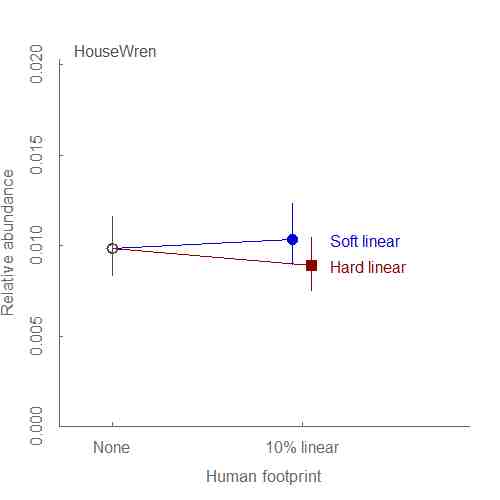 HouseWren
0.020
0.015
0.010
0.005
0.000
Relative abundance
Soft linear
Hard linear
None
10% linear
Human footprint